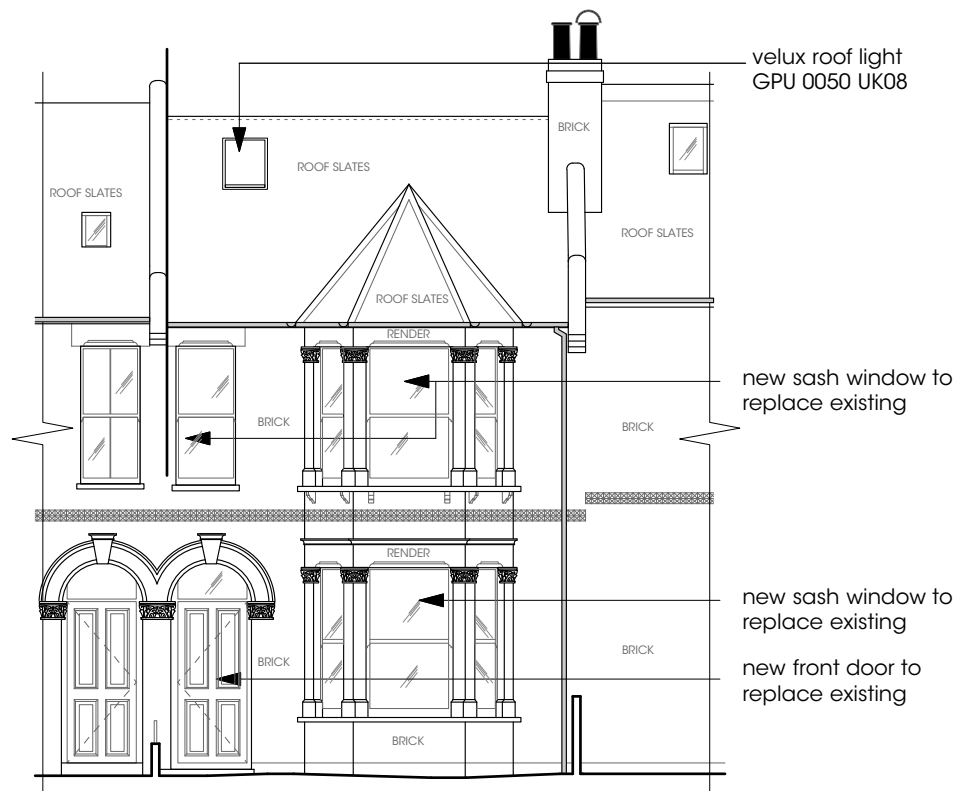 velux roof light
GPU 0050 UK08
BRICK
ROOF SLATES
ROOF SLATES
ROOF SLATES
ROOF SLATES
RENDER
new sash window to
replace existing
BRICK
BRICK
RENDER
new sash window to
replace existing
BRICK
BRICK
new front door to
replace existing
BRICK